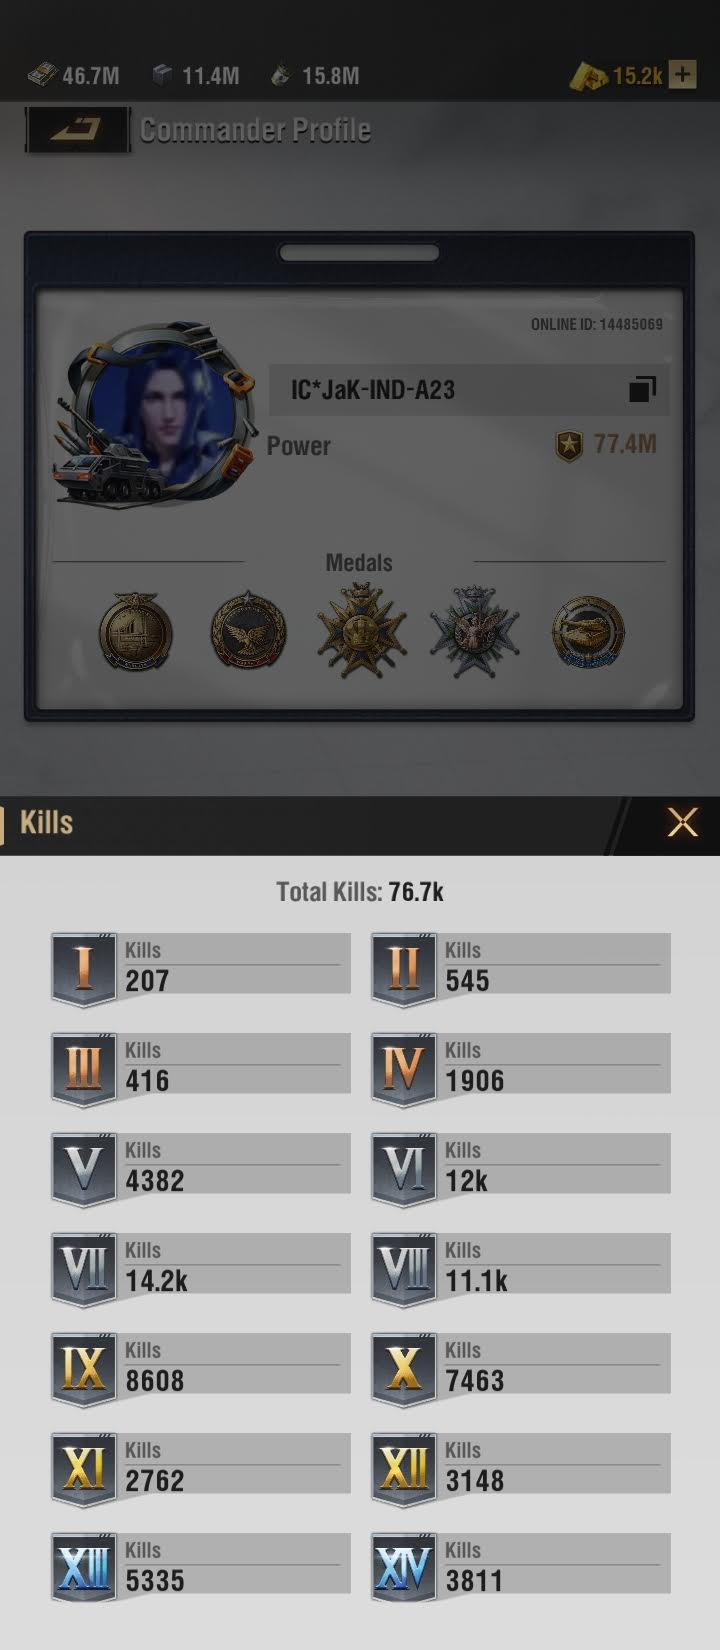 46.7M 11.4M 15.8M 15.2k +
Commander Profile
ONLINE ID: 14485069
IC*JaK-IND-A23
Power 77.4M
Medals
Kills
Total Kills: 76.7k
I Kills 207
II Kills 545
III Kills 416
IV Kills 1906
V Kills 4382
VI Kills 12k
VII Kills 14.2k
VIII Kills 11.1k
IX Kills 8608
X Kills 7463
XI Kills 2762
XII Kills 3148
XIII Kills 5335
XIV Kills 3811